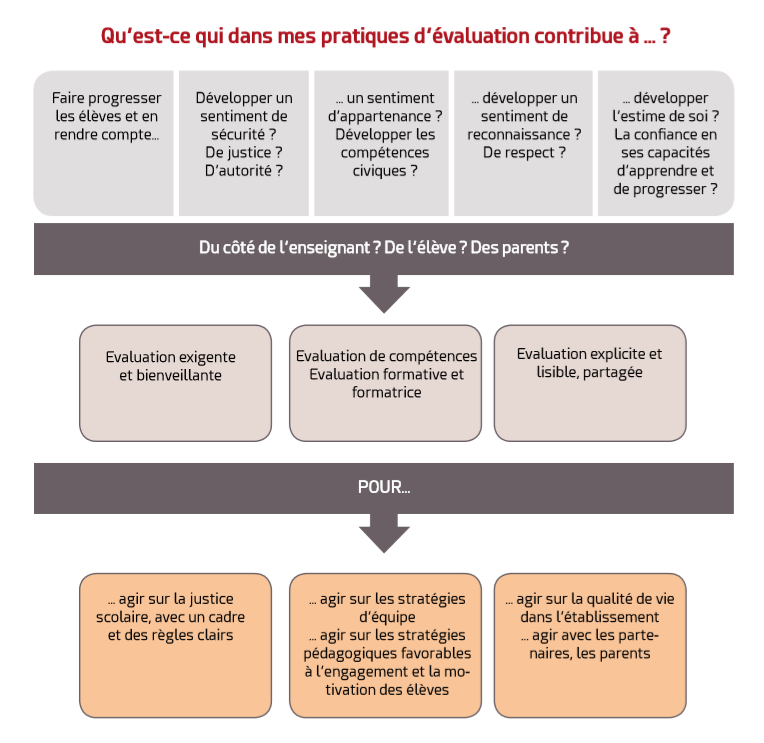 Qu'est-ce qui dans mes pratiques d'évaluation contribue à ... ?
Faire progresser
les élèves et en
rendre compte...
Développer un
sentiment de
sécurité ?
De justice ?
D'autorité ?
... un sentiment
d'appartenance ?
Développer les
compétences
civiques ?
... développer un
sentiment de
reconnaissance ?
De respect ?
... développer
l'estime de soi ?
La confiance en
ses capacités
d'apprendre et
de progresser ?
Du côté de l'enseignant ? De l'élève ? Des parents ?
Evaluation exigente
et bienveillante
Evaluation de compétences
Evaluation formative et
formatrice
Evaluation explicite et
lisible, partagée
POUR...
... agir sur la justice
scolaire, avec un cadre
et des règles clairs
... agir sur les stratégies
d'équipe
... agir sur les stratégies
pédagogiques favorables
à l'engagement et la mo-
tivation des élèves
... agir sur la qualité de vie
dans l'établissement
... agir avec les parte-
naires, les parents